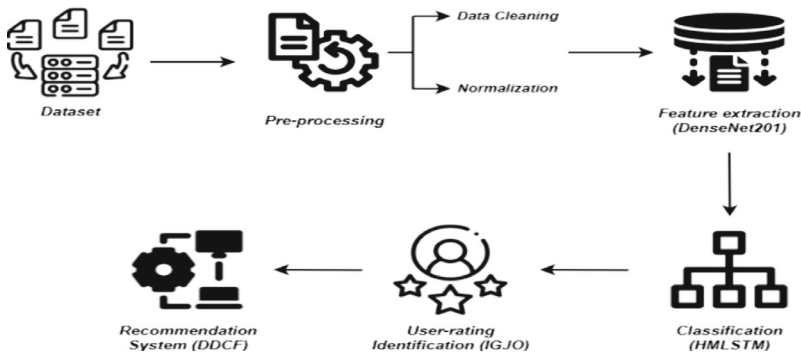 Data Cleaning
Dataset
Pre-processing
Normalization
Feature extraction
(DenseNet201)
Recommendation
System (DDCF)
User-rating
Identification (IGJO)
Classification
(HMLSTM)